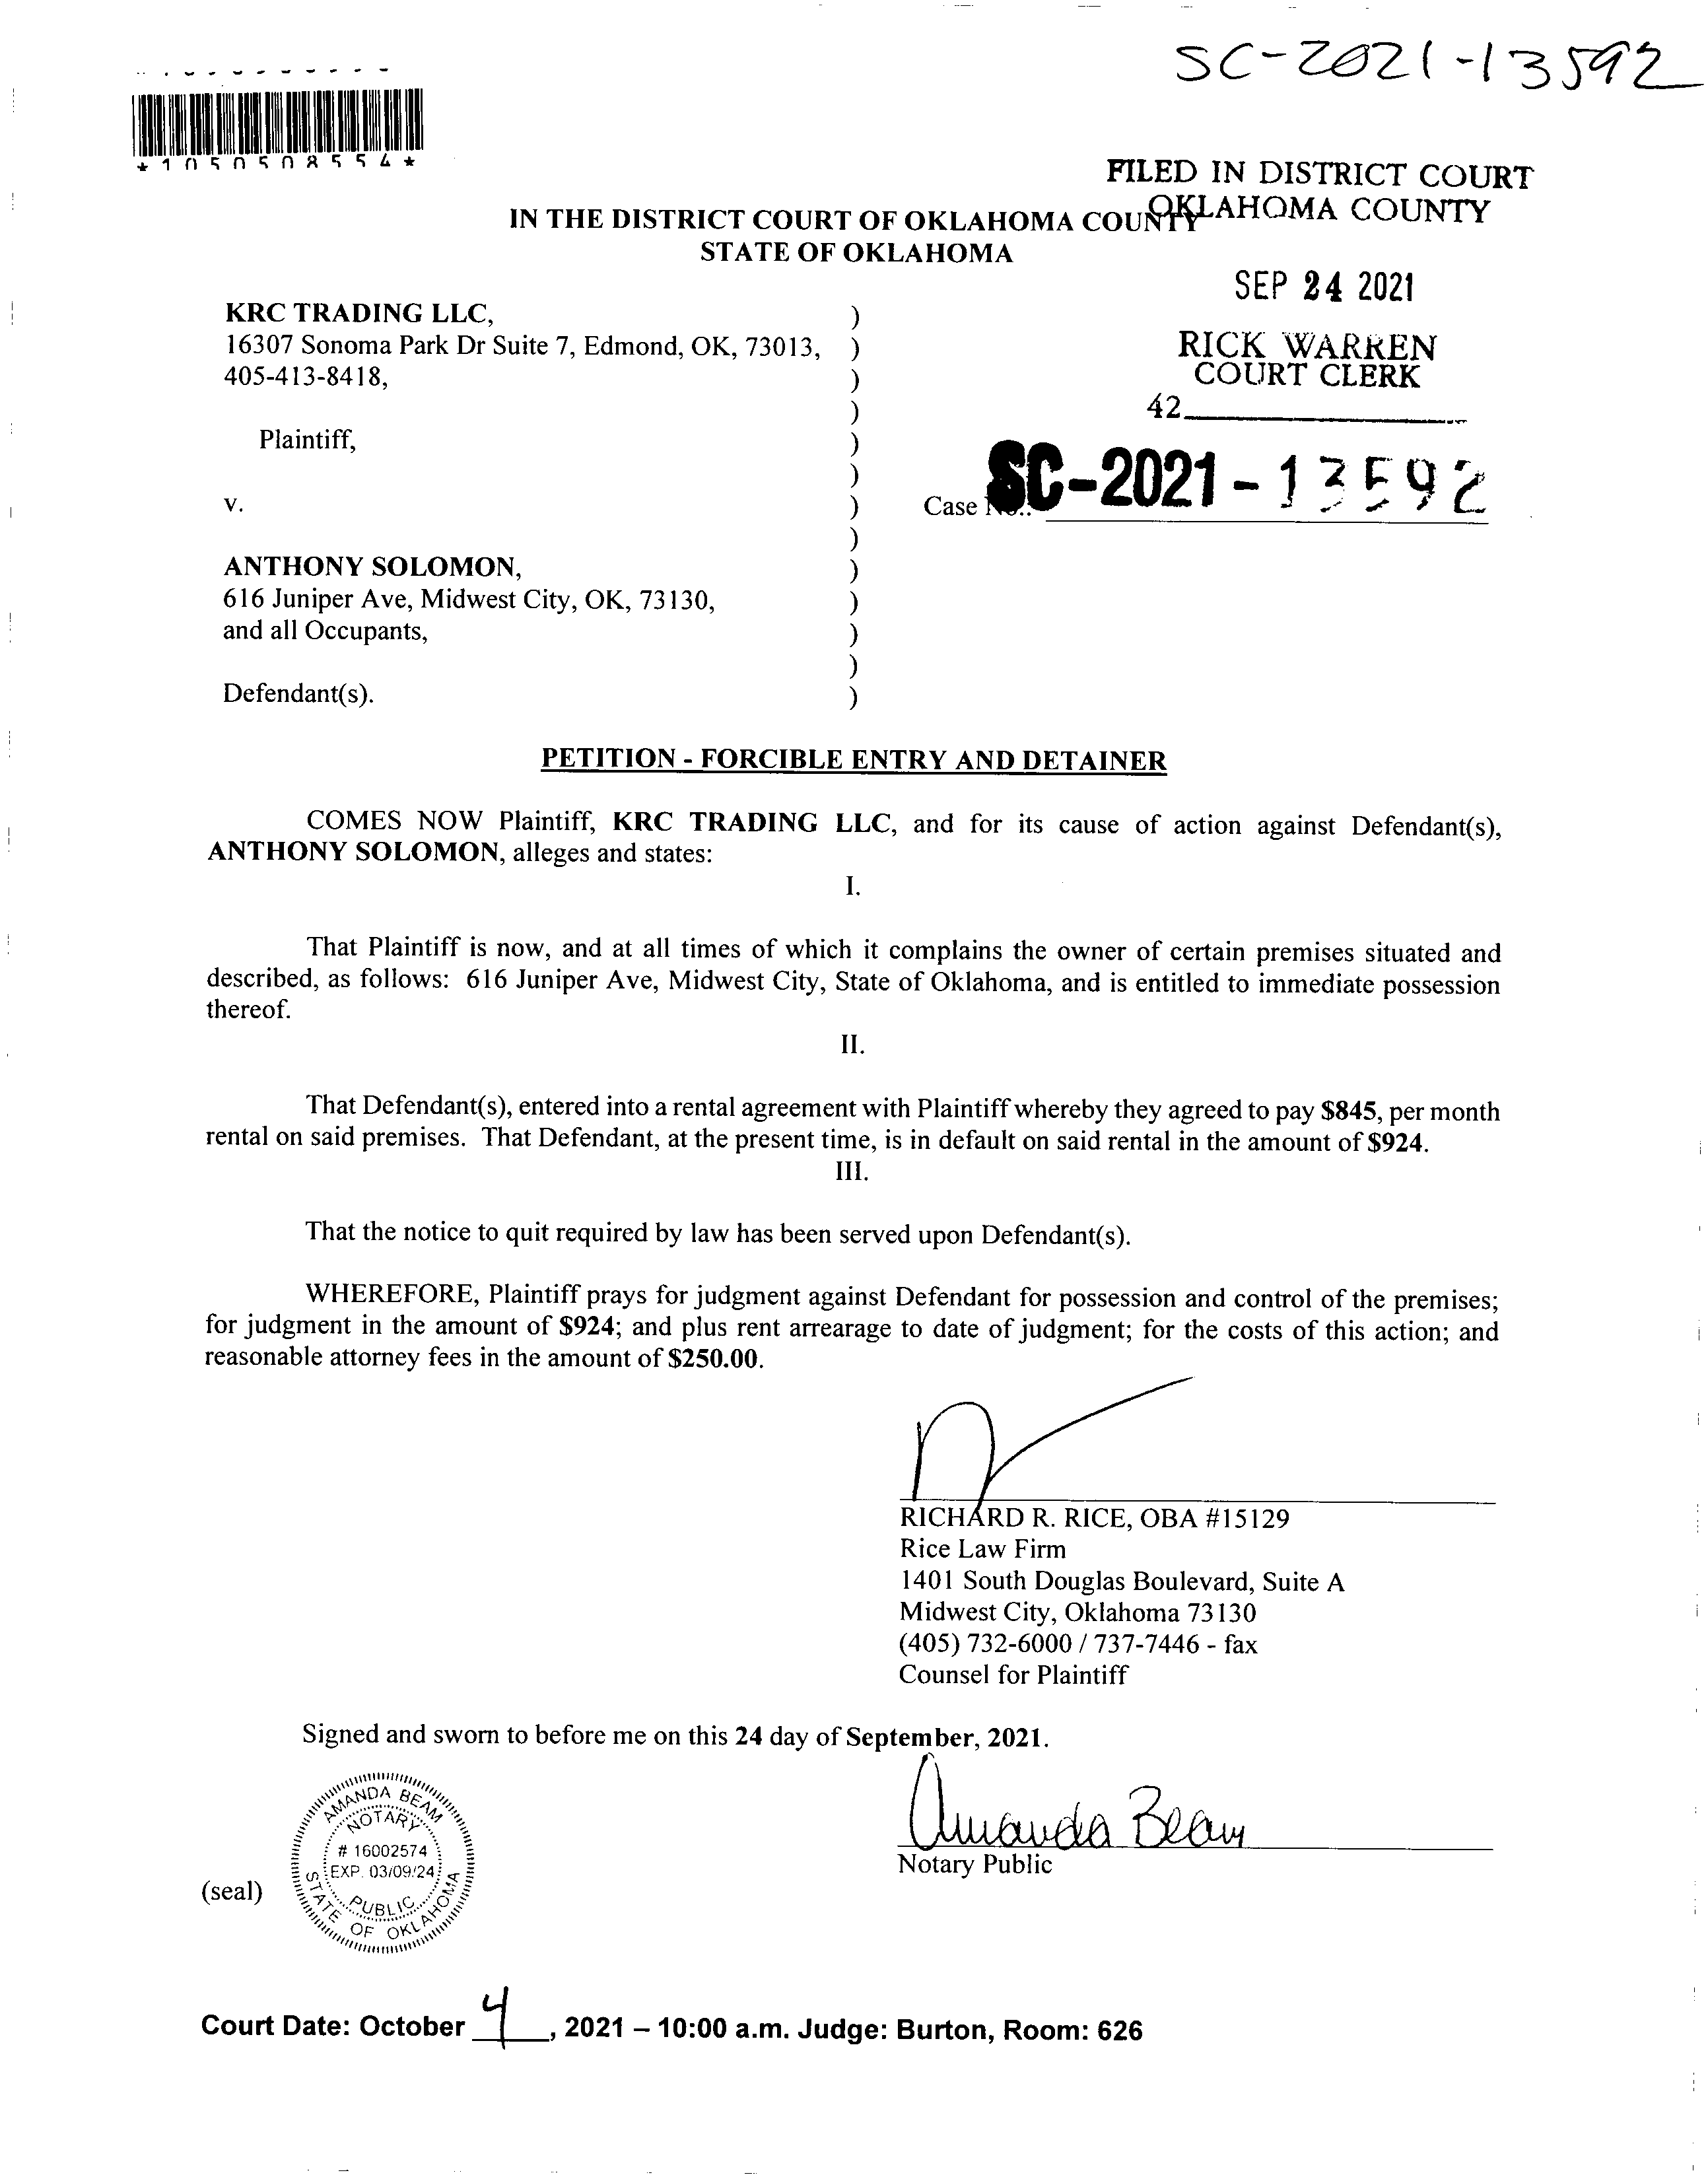 SC-2021-13592
*1050508554*
FILED IN DISTRICT COURT
OKLAHOMA COUNTY
IN THE DISTRICT COURT OF OKLAHOMA COUNTY
STATE OF OKLAHOMA
SEP 24 2021
RICK WARREN
COURT CLERK
42
KRC TRADING LLC, )
16307 Sonoma Park Dr Suite 7, Edmond, OK, 73013, )
405-413-8418, )
)
Plaintiff, )
)
v. ) Case No.: SC-2021-13592
)
ANTHONY SOLOMON, )
616 Juniper Ave, Midwest City, OK, 73130, )
and all Occupants, )
)
Defendant(s). )
PETITION - FORCIBLE ENTRY AND DETAINER
COMES NOW Plaintiff, KRC TRADING LLC, and for its cause of action against Defendant(s),
ANTHONY SOLOMON, alleges and states:
I.
That Plaintiff is now, and at all times of which it complains the owner of certain premises situated and
described, as follows: 616 Juniper Ave, Midwest City, State of Oklahoma, and is entitled to immediate possession
thereof.
II.
That Defendant(s), entered into a rental agreement with Plaintiff whereby they agreed to pay $845, per month
rental on said premises. That Defendant, at the present time, is in default on said rental in the amount of $924.
III.
That the notice to quit required by law has been served upon Defendant(s).
WHEREFORE, Plaintiff prays for judgment against Defendant for possession and control of the premises;
for judgment in the amount of $924; and plus rent arrearage to date of judgment; for the costs of this action; and
reasonable attorney fees in the amount of $250.00.
RICHARD R. RICE, OBA #15129
Rice Law Firm
1401 South Douglas Boulevard, Suite A
Midwest City, Oklahoma 73130
(405) 732-6000 / 737-7446 - fax
Counsel for Plaintiff
Signed and sworn to before me on this 24 day of September, 2021.
Amanda Beam
Notary Public
(seal)
AMANDA BEAM
NOTARY
# 16002574
EXP. 03/09/24
PUBLIC
STATE OF OKLAHOMA
Court Date: October 4, 2021 – 10:00 a.m. Judge: Burton, Room: 626